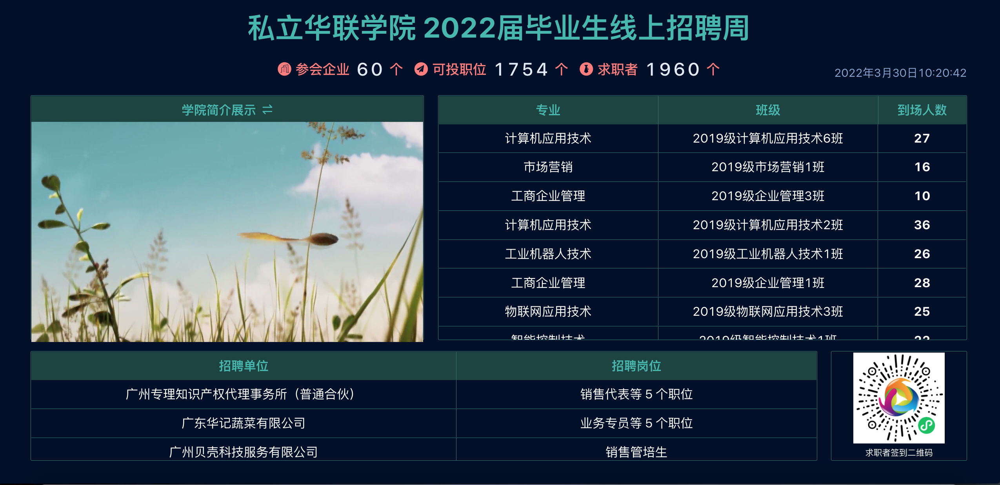 私立华联学院 2022届毕业生线上招聘周
参会企业 60 个 可投职位 1754 个 求职者 1960 个
2022年3月30日10:20:42
学院简介展示 ⇌
专业 班级 到场人数
计算机应用技术 2019级计算机应用技术6班 27
市场营销 2019级市场营销1班 16
工商企业管理 2019级企业管理3班 10
计算机应用技术 2019级计算机应用技术2班 36
工业机器人技术 2019级工业机器人技术1班 26
工商企业管理 2019级企业管理1班 28
物联网应用技术 2019级物联网应用技术3班 25
智能控制技术 2019级智能控制技术1班
招聘单位 招聘岗位
广州专理知识产权代理事务所（普通合伙） 销售代表等 5 个职位
广东华记蔬菜有限公司 业务专员等 5 个职位
广州贝壳科技服务有限公司 销售管培生
求职者签到二维码